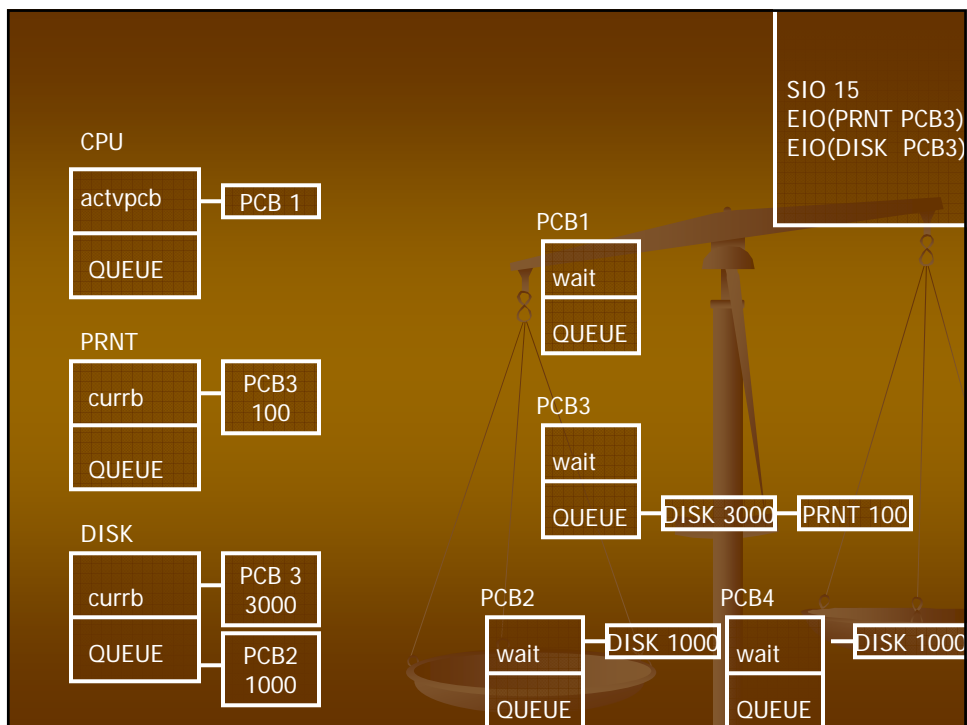 SIO 15
EIO(PRNT PCB3)
EIO(DISK PCB3)
CPU
actvpcb
PCB 1
QUEUE
PRNT
currb
PCB3
100
QUEUE
DISK
currb
PCB 3
3000
QUEUE
PCB2
1000
PCB1
wait
QUEUE
PCB3
wait
QUEUE
DISK 3000
PRNT 100
PCB2
wait
DISK 1000
QUEUE
PCB4
wait
DISK 1000
QUEUE